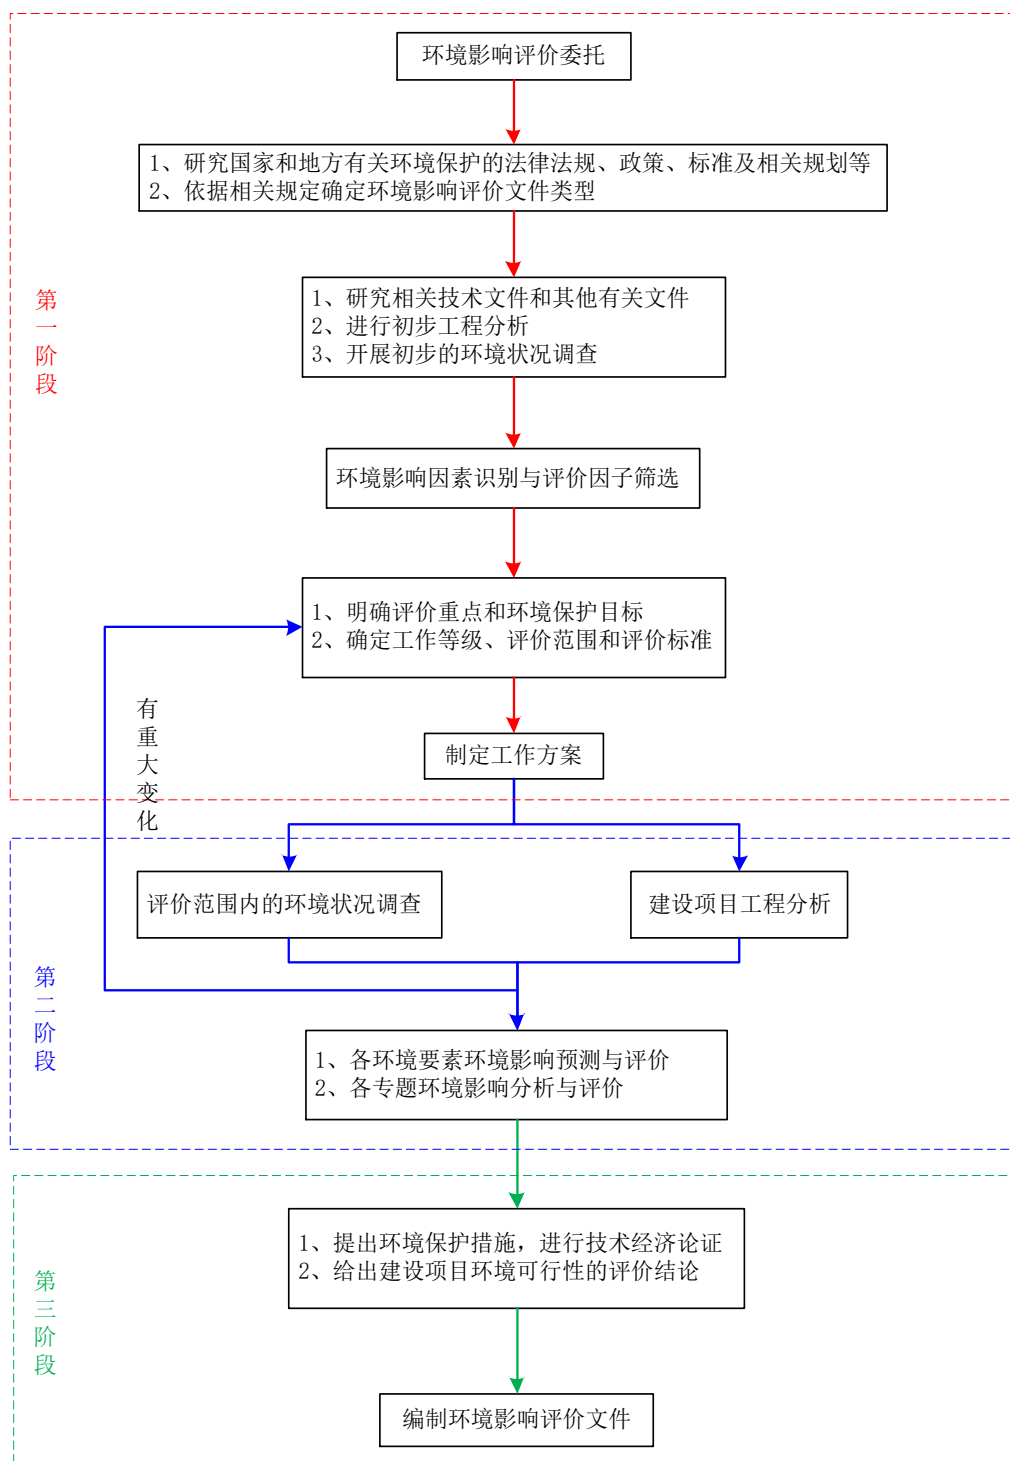 环境影响评价委托
1、研究国家和地方有关环境保护的法律法规、政策、标准及相关规划等
2、依据相关规定确定环境影响评价文件类型
第一阶段
1、研究相关技术文件和其他有关文件
2、进行初步工程分析
3、开展初步的环境状况调查
环境影响因素识别与评价因子筛选
1、明确评价重点和环境保护目标
2、确定工作等级、评价范围和评价标准
有重大变化
制定工作方案
评价范围内的环境状况调查
建设项目工程分析
第二阶段
1、各环境要素环境影响预测与评价
2、各专题环境影响分析与评价
第三阶段
1、提出环境保护措施，进行技术经济论证
2、给出建设项目环境可行性的评价结论
编制环境影响评价文件